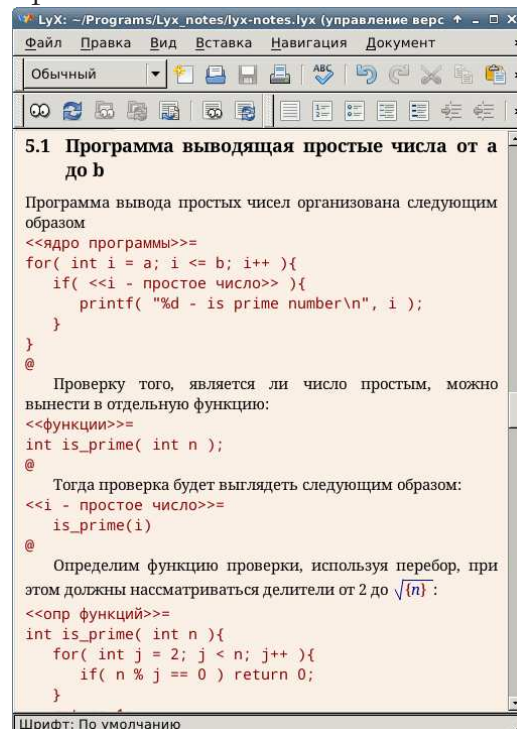 LyX: ~/Programs/Lyx_notes/lyx-notes.lyx (управление верс
Файл Правка Вид Вставка Навигация Документ
Обычный
ABC
5.1 Программа выводящая простые числа от a
до b
Программа вывода простых чисел организована следующим
образом
<<ядро программы>>=
for( int i = a; i <= b; i++ ){
if( <<i - простое число>> ){
printf( "%d - is prime number\n", i );
}
}
@
Проверку того, является ли число простым, можно
вынести в отдельную функцию:
<<функции>>=
int is_prime( int n );
@
Тогда проверка будет выглядеть следующим образом:
<<i - простое число>>=
is_prime(i)
@
Определим функцию проверки, используя перебор, при
этом должны нассматриваться делители от 2 до √{n} :
<<опр функций>>=
int is_prime( int n ){
for( int j = 2; j < n; j++ ){
if( n % j == 0 ) return 0;
}
Шрифт: По умолчанию